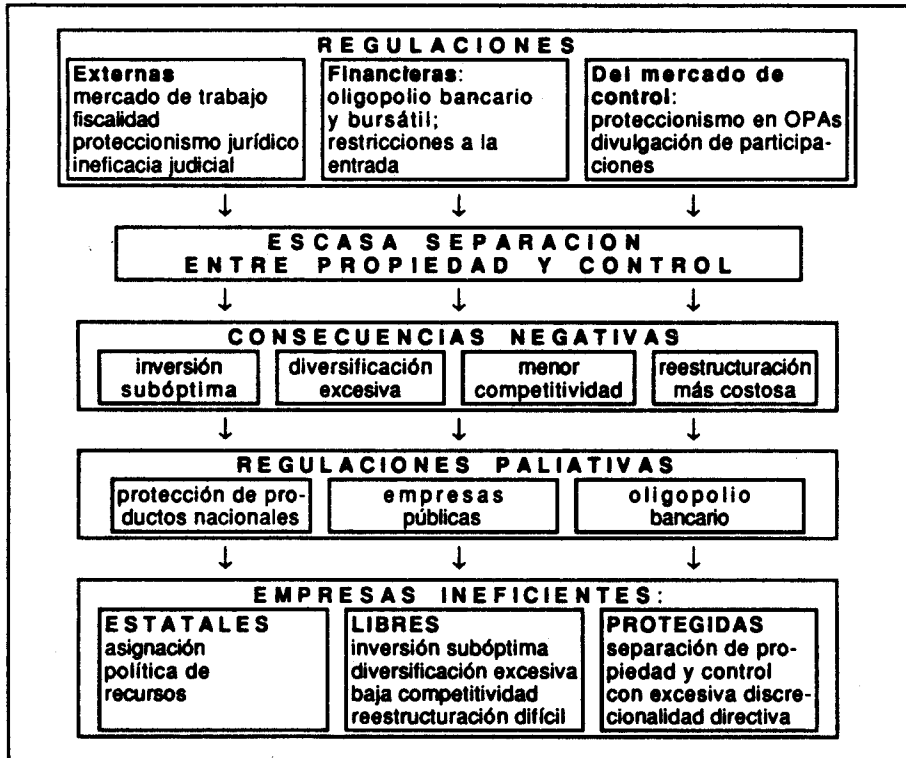 REGULACIONES
Externas
mercado de trabajo
fiscalidad
proteccionismo jurídico
ineficacia judicial
Financieras:
oligopolio bancario
y bursátil;
restricciones a la
entrada
Del mercado de
control:
proteccionismo en OPAs
divulgación de participa-
ciones
ESCASA SEPARACION
ENTRE PROPIEDAD Y CONTROL
CONSECUENCIAS NEGATIVAS
inversión
subóptima
diversificación
excesiva
menor
competitividad
reestructuración
más costosa
REGULACIONES PALIATIVAS
protección de pro-
ductos nacionales
empresas
públicas
oligopolio
bancario
EMPRESAS INEFICIENTES:
ESTATALES
asignación
política de
recursos
LIBRES
inversión subóptima
diversificación excesiva
baja competitividad
reestructuración difícil
PROTEGIDAS
separación de pro-
piedad y control
con excesiva discre-
cionalidad directiva